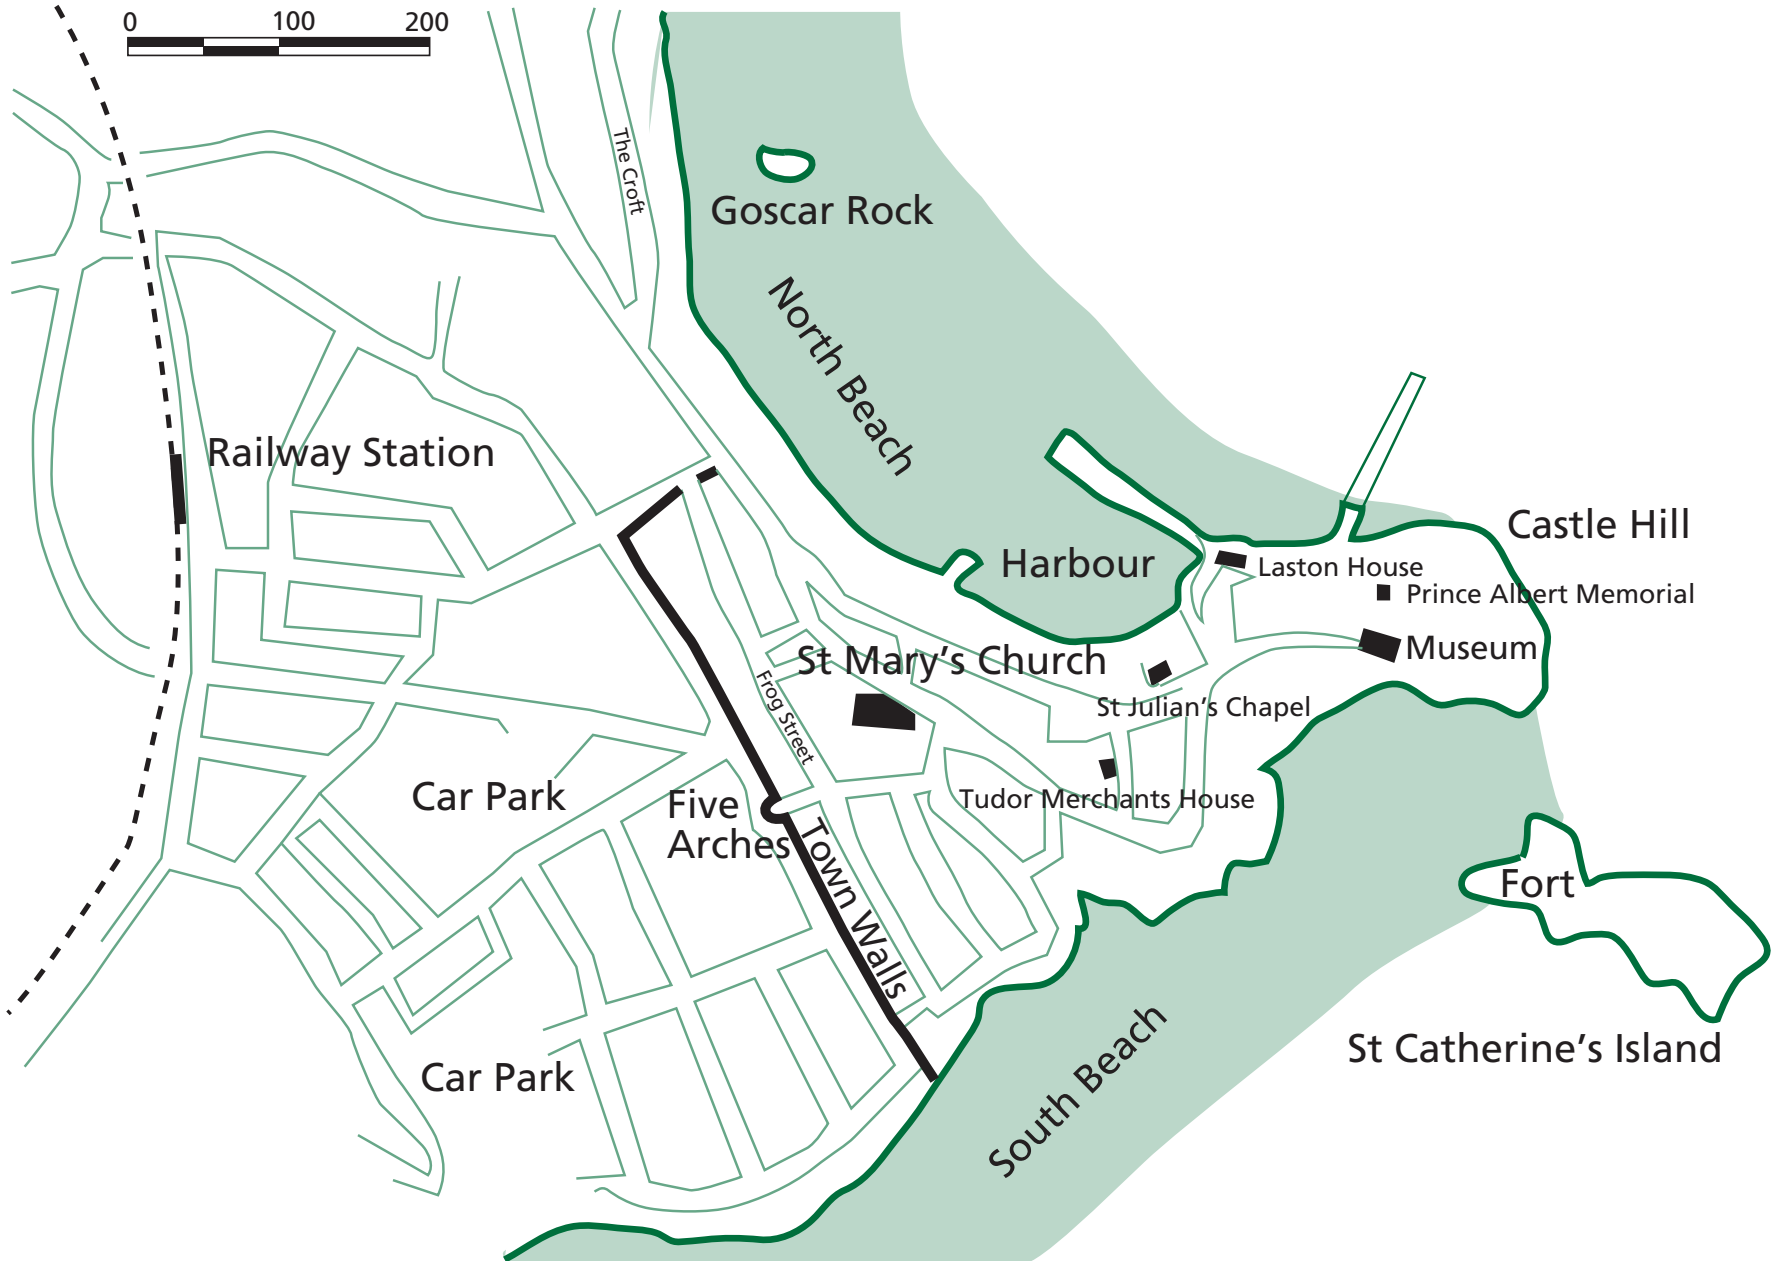 0 100 200
The Croft
Goscar Rock
North Beach
Railway Station
Castle Hill
Harbour
Laston House
Prince Albert Memorial
Museum
St Mary's Church
Frog Street
St Julian's Chapel
Car Park
Five
Arches
Tudor Merchants House
Town Walls
Fort
St Catherine's Island
Car Park
South Beach